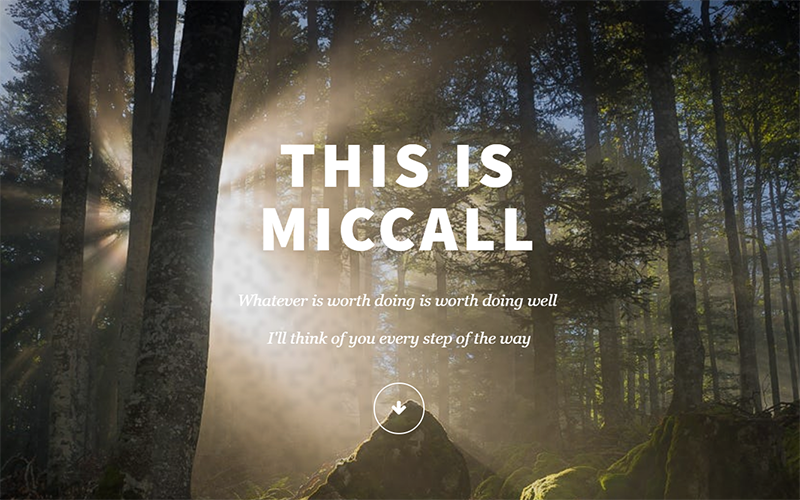 THIS IS
MICCALL
Whatever is worth doing is worth doing well
I'll think of you every step of the way